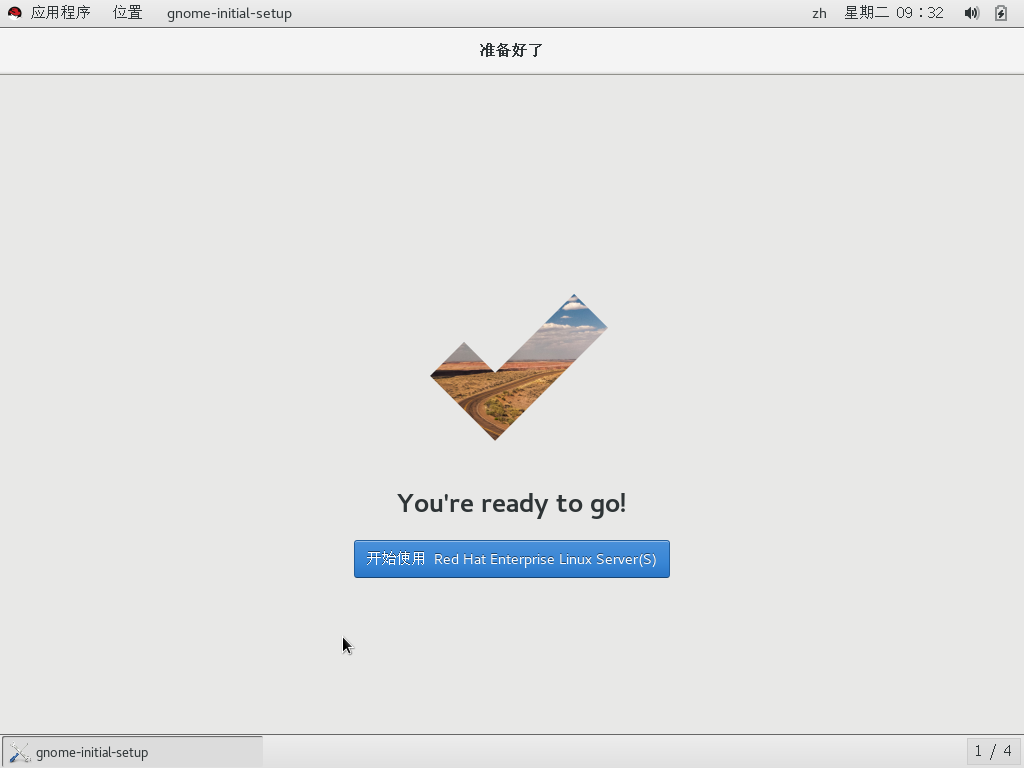 应用程序 位置 gnome-initial-setup zh 星期二 09：32
准备好了
You're ready to go!
开始使用 Red Hat Enterprise Linux Server(S)
gnome-initial-setup 1 / 4